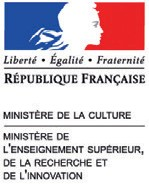 Liberté • Égalité • Fraternité
RÉPUBLIQUE FRANÇAISE
MINISTÈRE DE LA CULTURE
MINISTÈRE DE
L'ENSEIGNEMENT SUPÉRIEUR,
DE LA RECHERCHE ET
DE L'INNOVATION